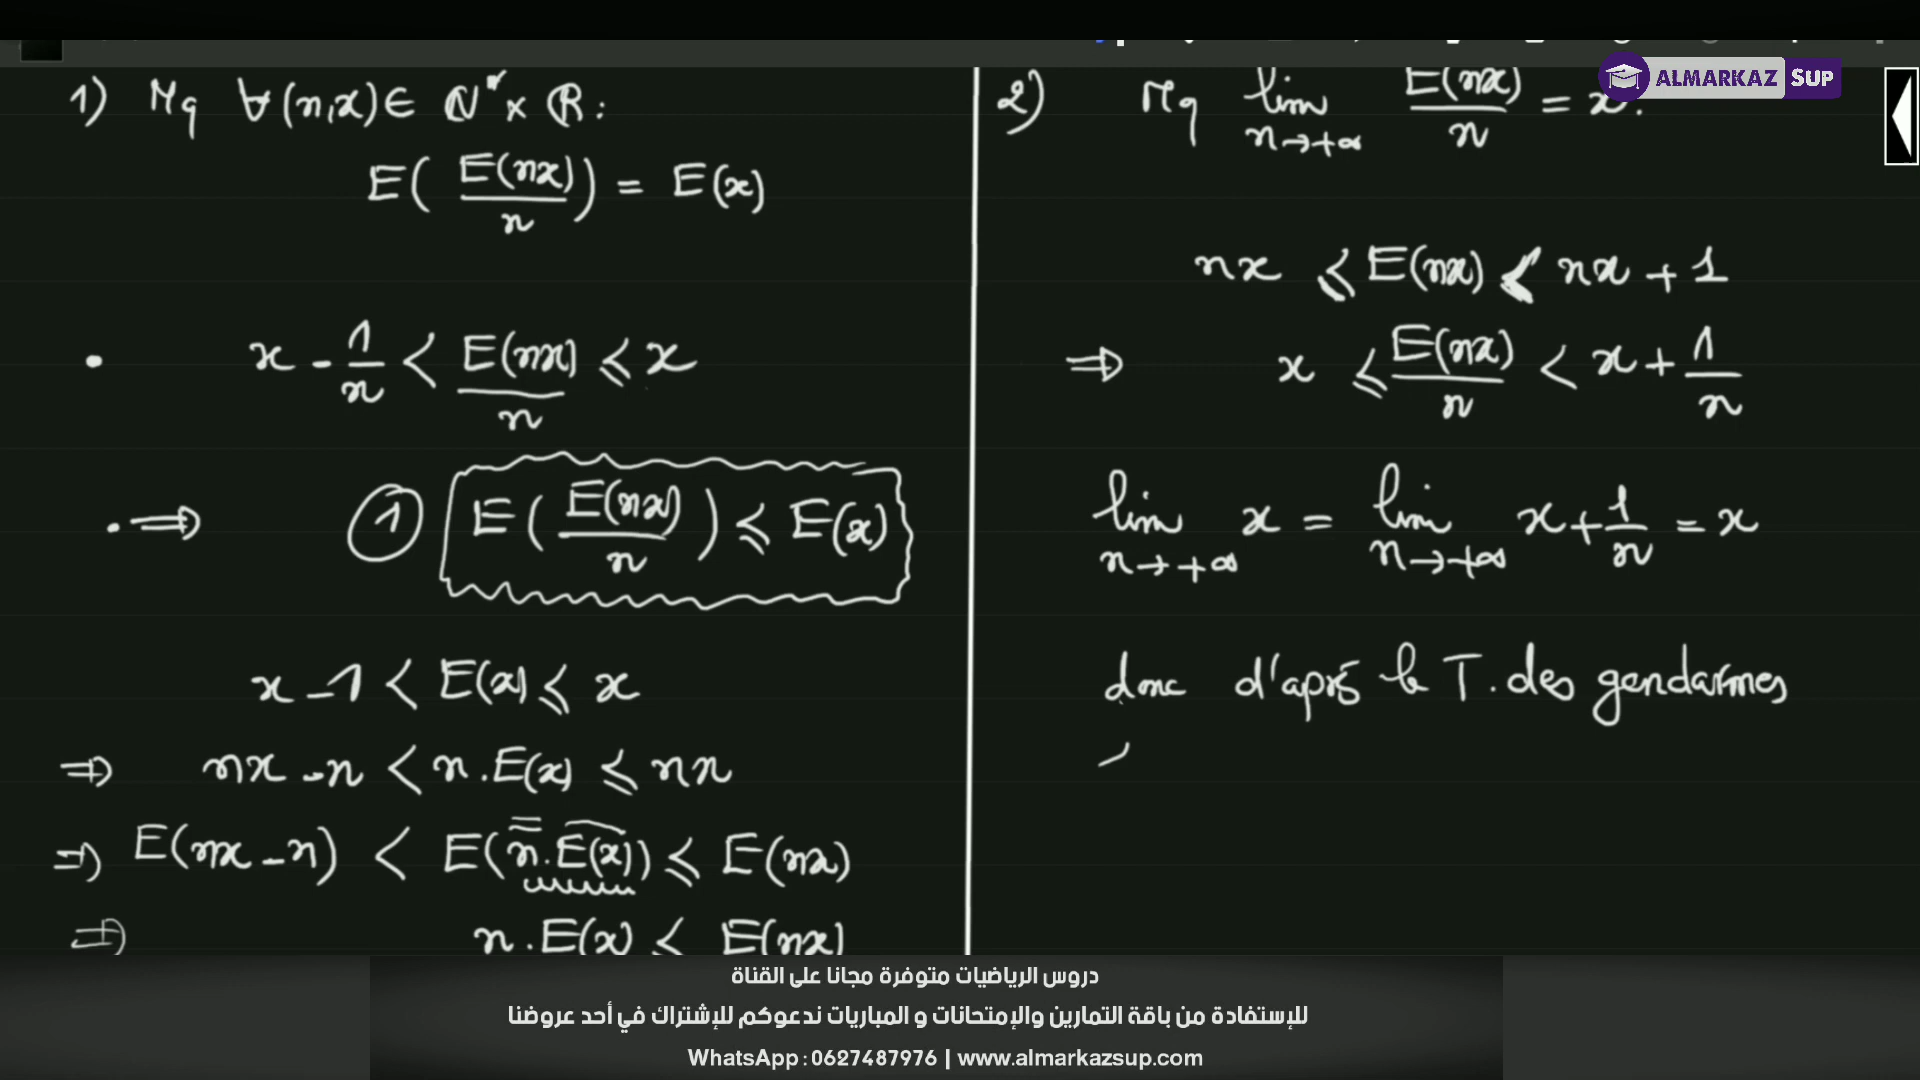 ALMARKAZ SUP
1) Mq ∀(n,x) ∈ ℕ* × ℝ :
E( E(nx)/n ) = E(x)
• x - 1/n < E(nx)/n ≤ x
• ⇒ ① E( E(nx)/n ) ≤ E(x)
x - 1 < E(x) ≤ x
⇒ nx - n < n . E(x) ≤ nx
⇒ E(nx - n) < E( n . E(x) ) ≤ E(nx)
⇒ n . E(x) ≤ E(nx)
2) Mq lim n→+∞ E(nx)/n = x .
nx ≤ E(nx) < nx + 1
⇒ x ≤ E(nx)/n < x + 1/n
lim n→+∞ x = lim n→+∞ x + 1/n = x
donc d'après le T. des gendarmes
دروس الرياضيات متوفرة مجانا على القناة
للإستفادة من باقة التمارين والإمتحانات و المباريات ندعوكم للإشتراك في أحد عروضنا
WhatsApp : 0627487976 | www.almarkazsup.com